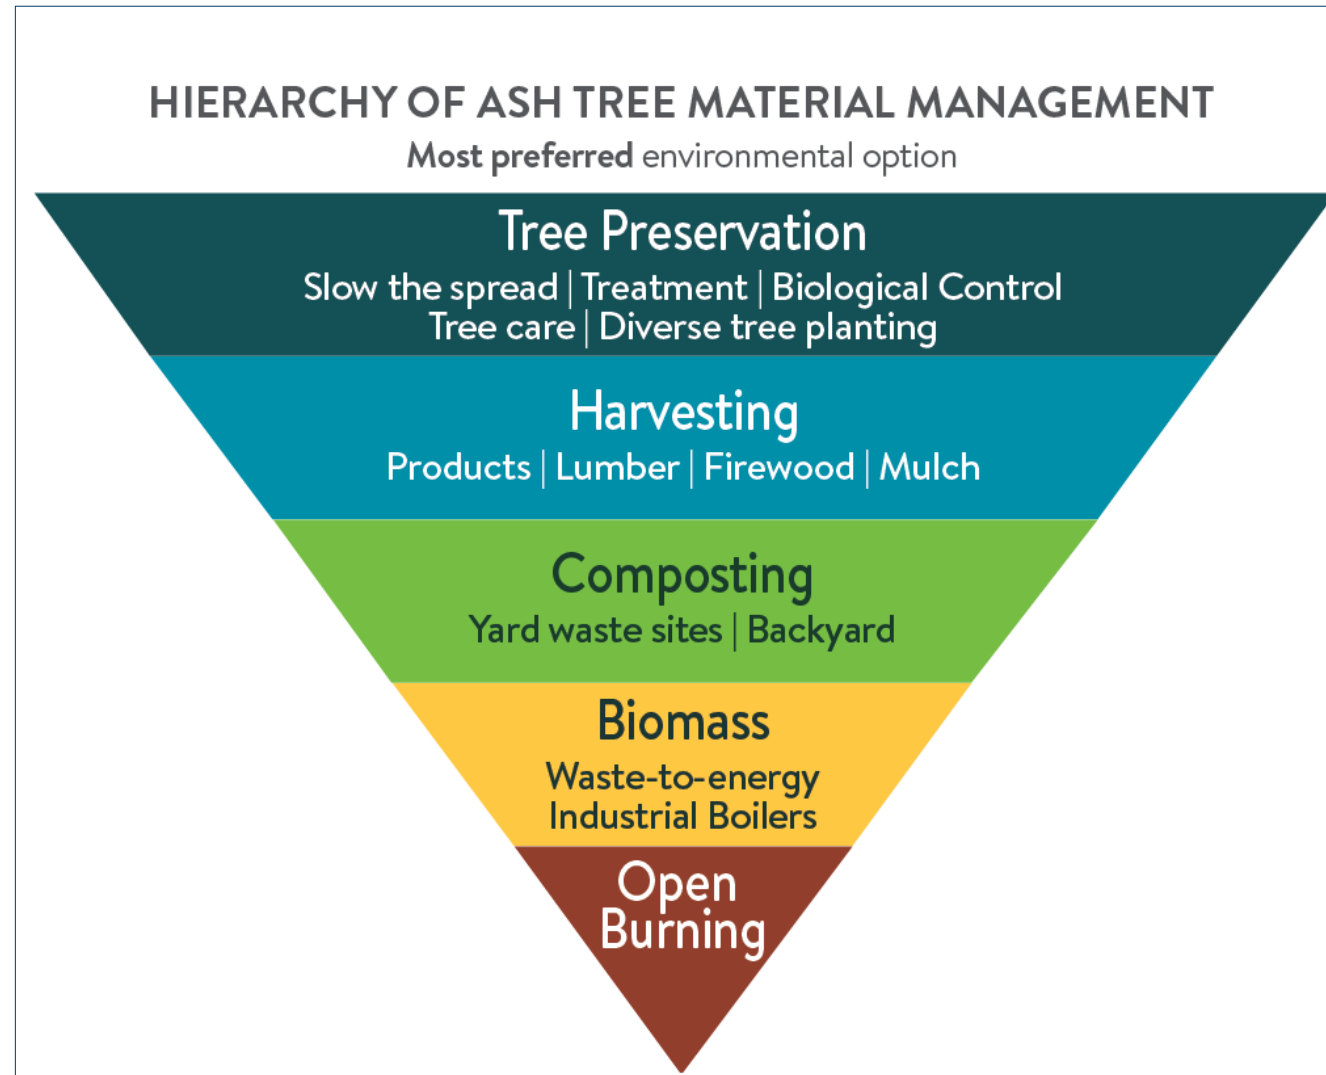 HIERARCHY OF ASH TREE MATERIAL MANAGEMENT
Most preferred environmental option
Tree Preservation
Slow the spread | Treatment | Biological Control
Tree care | Diverse tree planting
Harvesting
Products | Lumber | Firewood | Mulch
Composting
Yard waste sites | Backyard
Biomass
Waste-to-energy
Industrial Boilers
Open
Burning